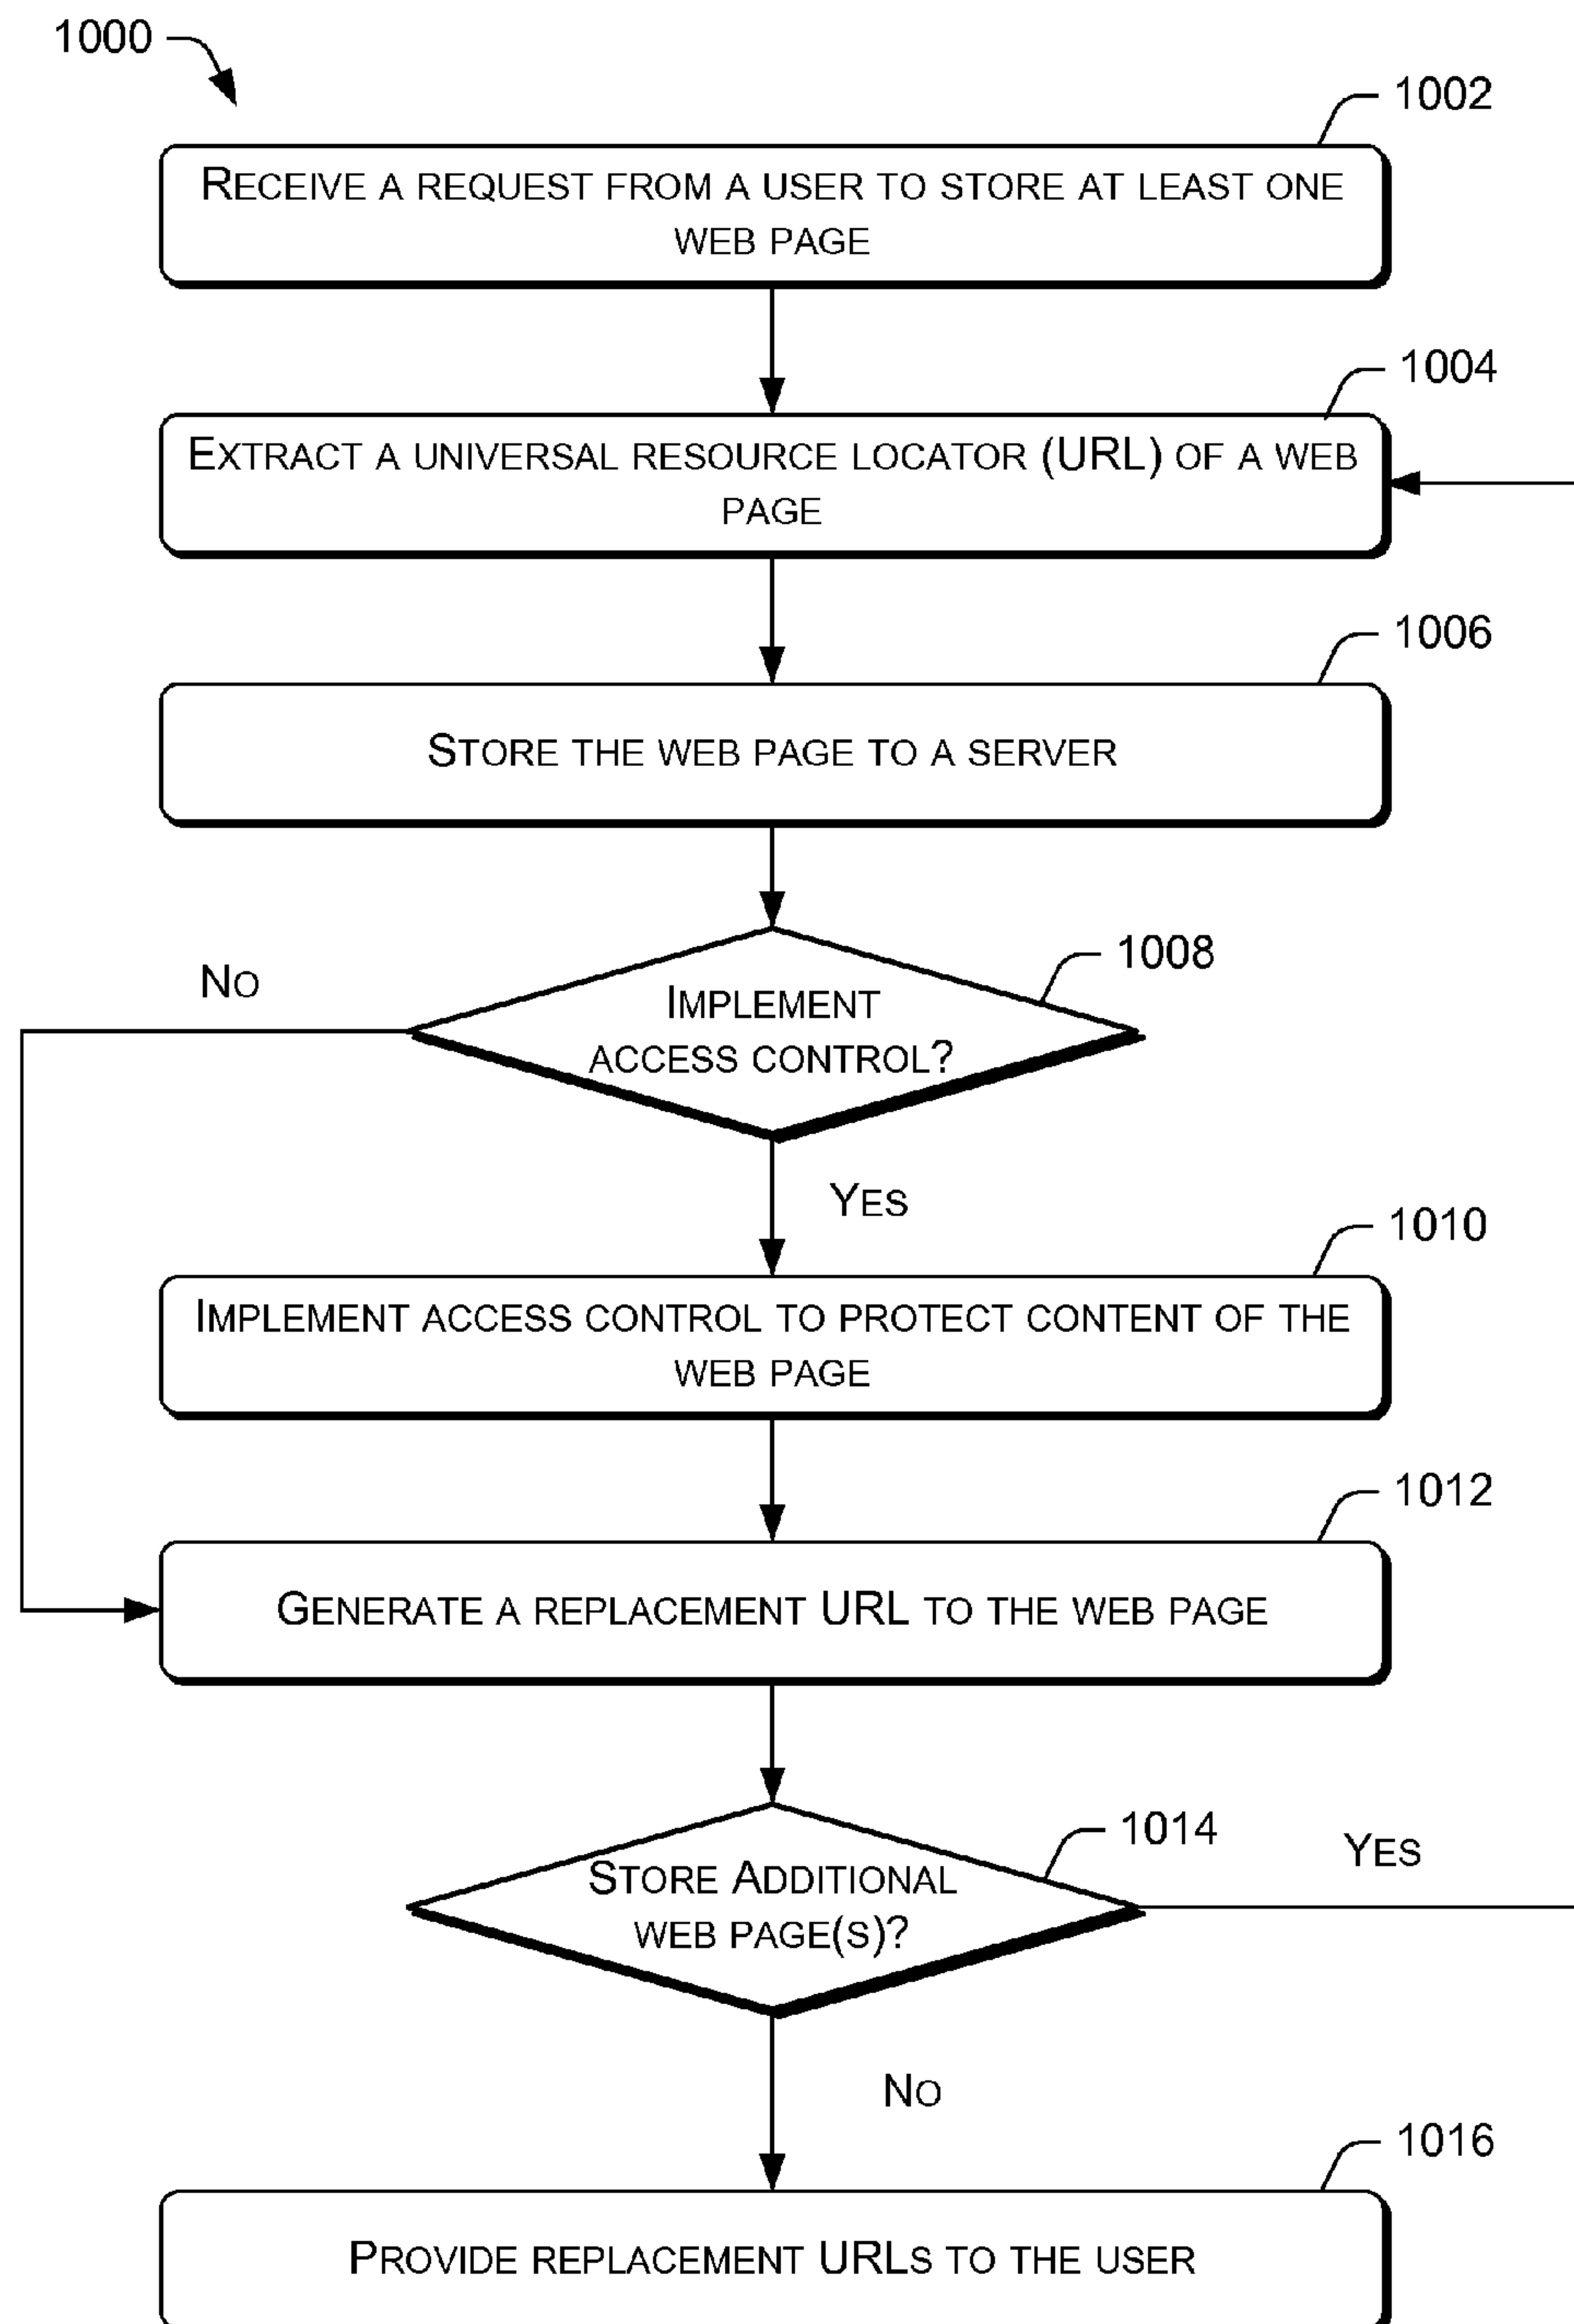 1000
1002
RECEIVE A REQUEST FROM A USER TO STORE AT LEAST ONE
WEB PAGE
1004
EXTRACT A UNIVERSAL RESOURCE LOCATOR (URL) OF A WEB
PAGE
1006
STORE THE WEB PAGE TO A SERVER
1008
NO
IMPLEMENT
ACCESS CONTROL?
YES
1010
IMPLEMENT ACCESS CONTROL TO PROTECT CONTENT OF THE
WEB PAGE
1012
GENERATE A REPLACEMENT URL TO THE WEB PAGE
1014
YES
STORE ADDITIONAL
WEB PAGE(S)?
NO
1016
PROVIDE REPLACEMENT URLS TO THE USER